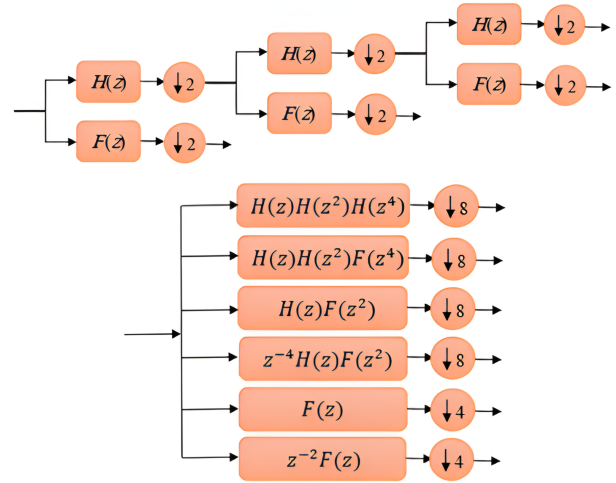 H(z) ↓2
H(z) ↓2
H(z) ↓2
F(z) ↓2
F(z) ↓2
F(z) ↓2
H(z)H(z²)H(z⁴) ↓8
H(z)H(z²)F(z⁴) ↓8
H(z)F(z²) ↓8
z⁻⁴H(z)F(z²) ↓8
F(z) ↓4
z⁻²F(z) ↓4